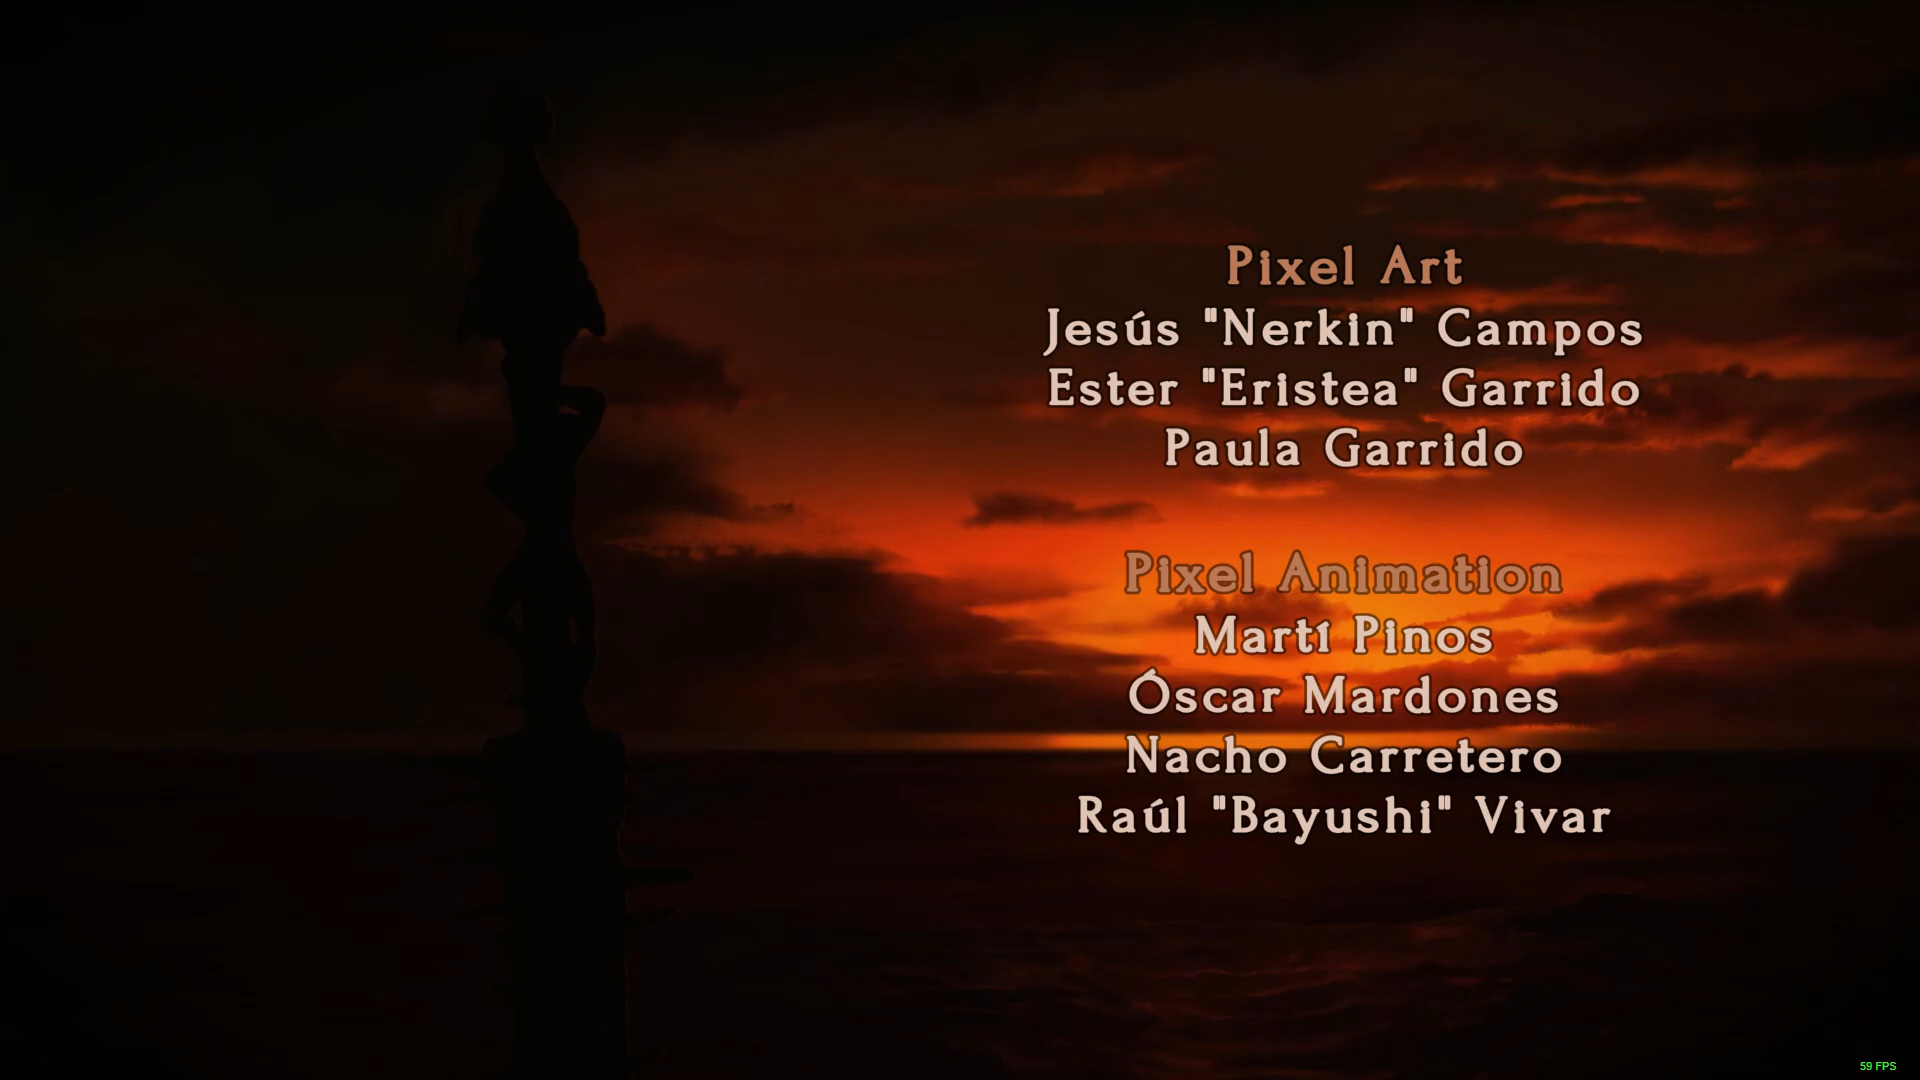 Pixel Art
Jesús "Nerkin" Campos
Ester "Eristea" Garrido
Paula Garrido
Pixel Animation
Martí Pinos
Óscar Mardones
Nacho Carretero
Raúl "Bayushi" Vivar
59 FPS